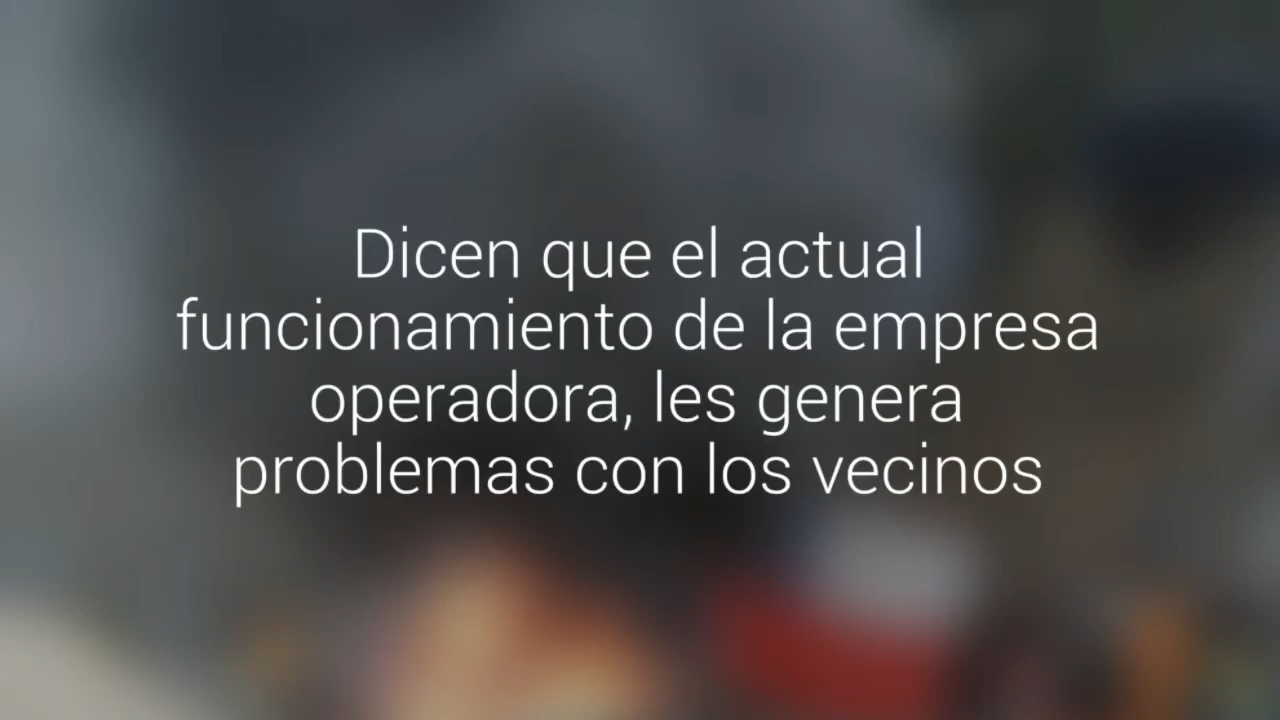 Dicen que el actual
funcionamiento de la empresa
operadora, les genera
problemas con los vecinos